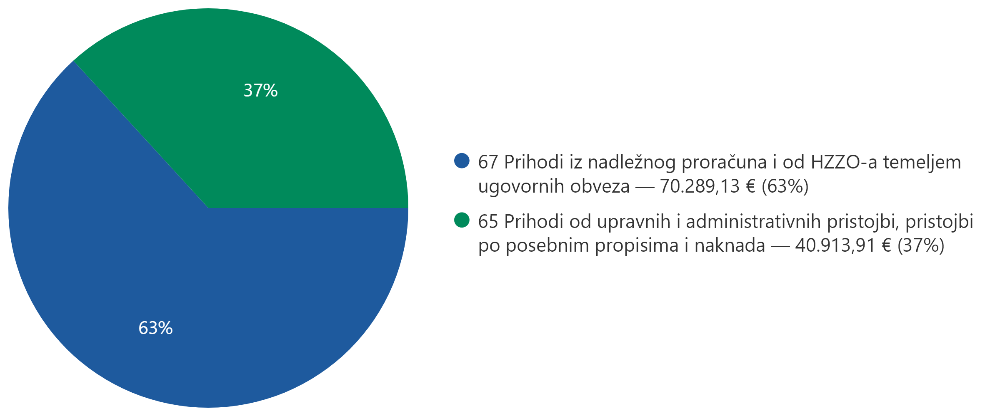 37%
63%
67 Prihodi iz nadležnog proračuna i od HZZO-a temeljem
ugovornih obveza — 70.289,13 € (63%)
65 Prihodi od upravnih i administrativnih pristojbi, pristojbi
po posebnim propisima i naknada — 40.913,91 € (37%)